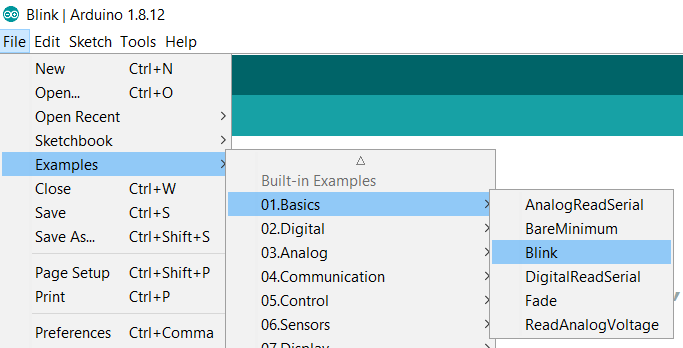 Blink | Arduino 1.8.12
File Edit Sketch Tools Help
New Ctrl+N
Open... Ctrl+O
Open Recent
Sketchbook
Examples
Close Ctrl+W
Save Ctrl+S
Save As... Ctrl+Shift+S
Page Setup Ctrl+Shift+P
Print Ctrl+P
Preferences Ctrl+Comma
Built-in Examples
01.Basics
02.Digital
03.Analog
04.Communication
05.Control
06.Sensors
07.Display
AnalogReadSerial
BareMinimum
Blink
DigitalReadSerial
Fade
ReadAnalogVoltage